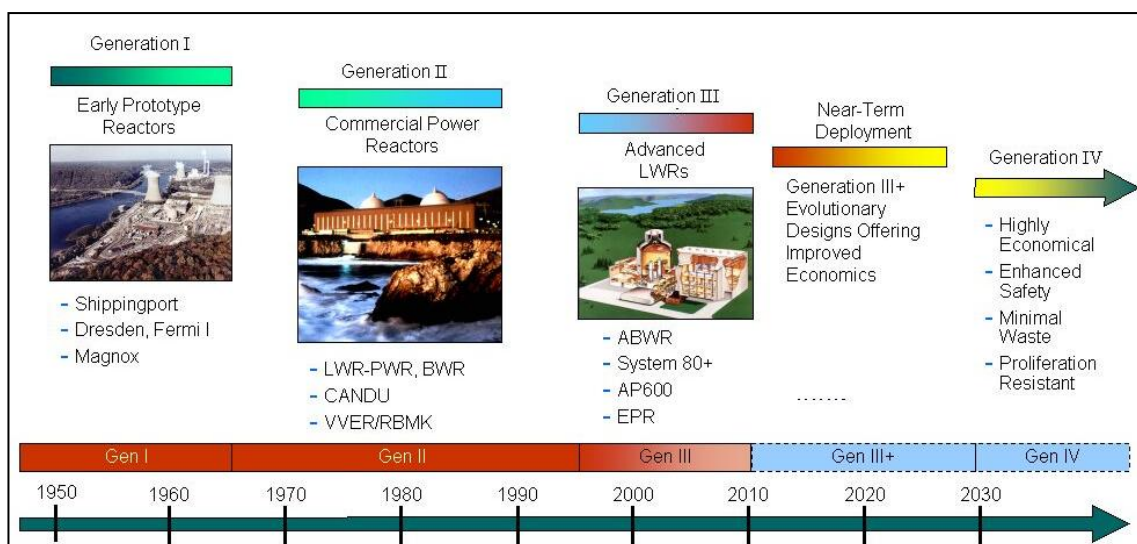 Generation I
Early Prototype
Reactors
- Shippingport
- Dresden, Fermi I
- Magnox
Generation II
Commercial Power
Reactors
- LWR-PWR, BWR
- CANDU
- VVER/RBMK
Generation III
Advanced
LWRs
- ABWR
- System 80+
- AP600
- EPR
Near-Term
Deployment
Generation III+
Evolutionary
Designs Offering
Improved
Economics
.......
Generation IV
- Highly
Economical
- Enhanced
Safety
- Minimal
Waste
- Proliferation
Resistant
Gen I Gen II Gen III Gen III+ Gen IV
1950 1960 1970 1980 1990 2000 2010 2020 2030